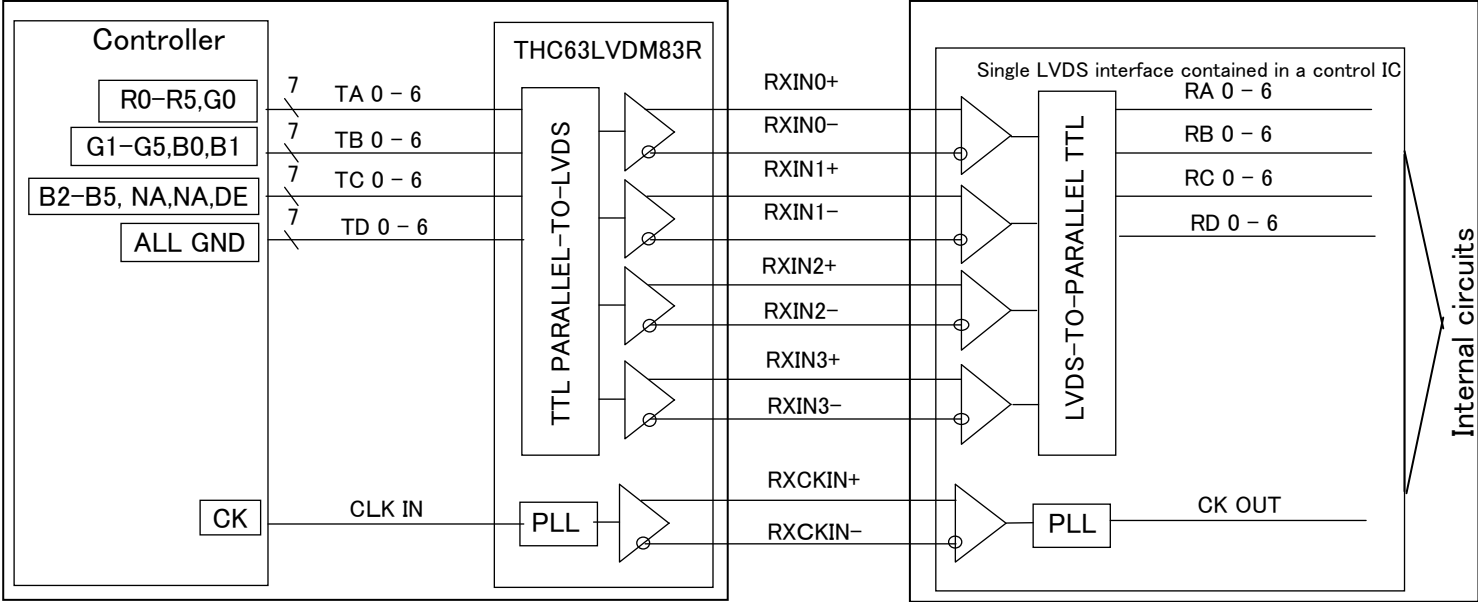 Controller
R0-R5,G0
G1-G5,B0,B1
B2-B5, NA,NA,DE
ALL GND
CK
7
TA 0 - 6
7
TB 0 - 6
7
TC 0 - 6
7
TD 0 - 6
CLK IN
THC63LVDM83R
TTL PARALLEL-TO-LVDS
PLL
RXIN0+
RXIN0-
RXIN1+
RXIN1-
RXIN2+
RXIN2-
RXIN3+
RXIN3-
RXCKIN+
RXCKIN-
Single LVDS interface contained in a control IC
LVDS-TO-PARALLEL TTL
PLL
RA 0 - 6
RB 0 - 6
RC 0 - 6
RD 0 - 6
CK OUT
Internal circuits